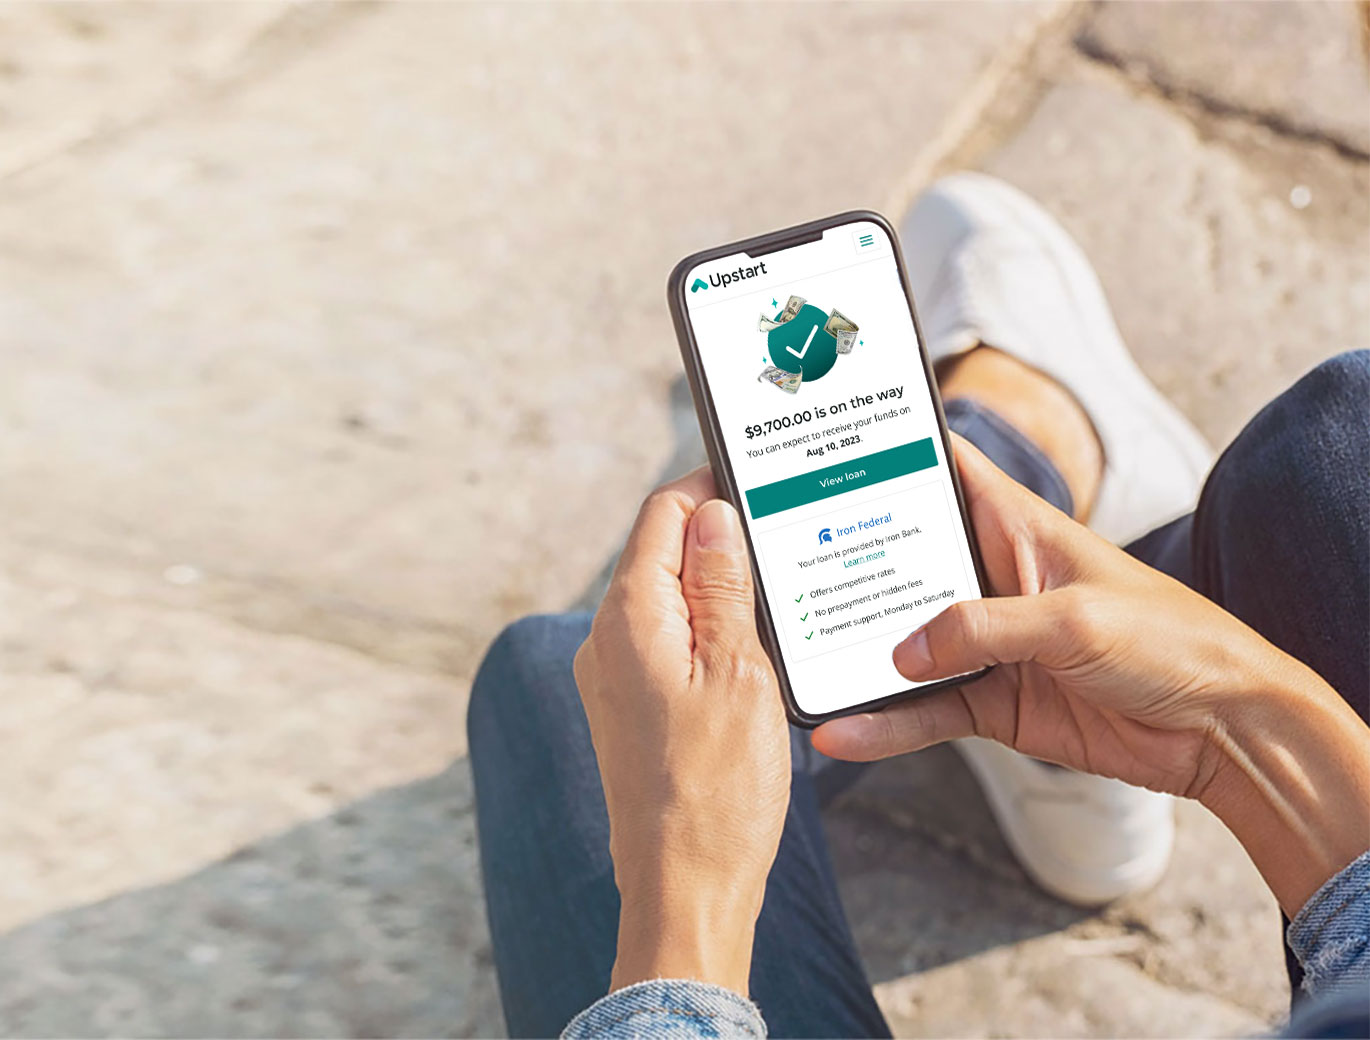 Upstart
$9,700.00 is on the way
You can expect to receive your funds on
Aug 10, 2023.
View loan
Iron Federal
Your loan is provided by Iron Bank.
Learn more
Offers competitive rates
No prepayment or hidden fees
Payment support, Monday to Saturday